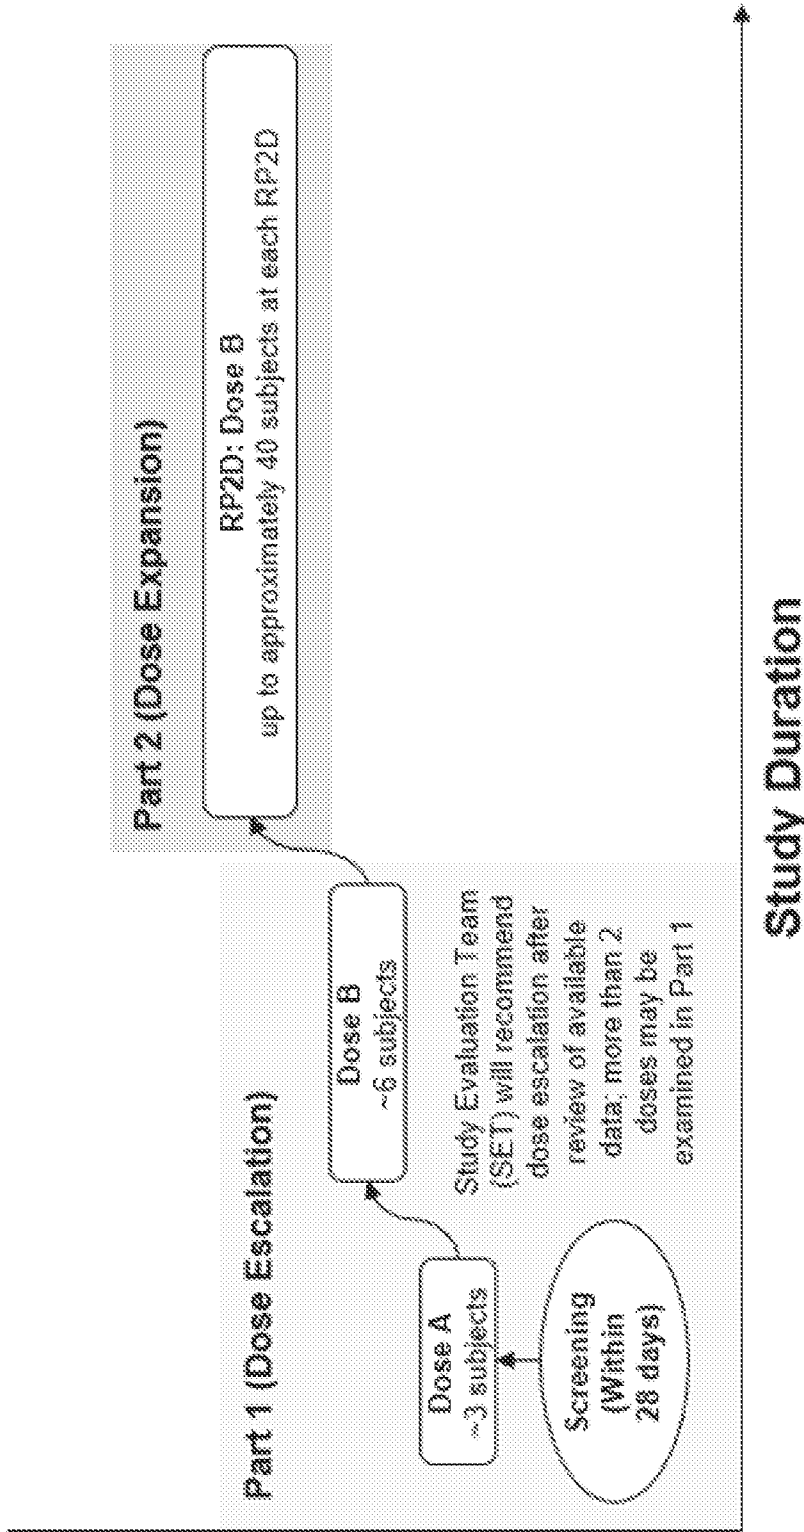 Part 2 (Dose Expansion)
RP2D: Dose B
up to approximately 40 subjects at each RP2D
Part 1 (Dose Escalation)
Dose B
~6 subjects
Dose A
~3 subjects
Study Evaluation Team
(SET) will recommend
dose escalation after
review of available
data; more than 2
doses may be
examined in Part 1
Screening
(Within
28 days)
Study Duration